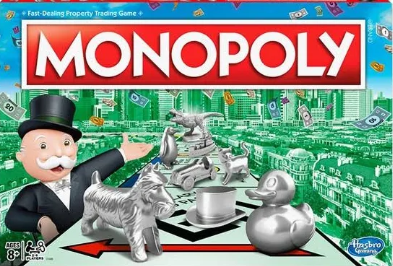 Fast-Dealing Property Trading Game
MONOPOLY
AGES
8+
Hasbro
Gaming